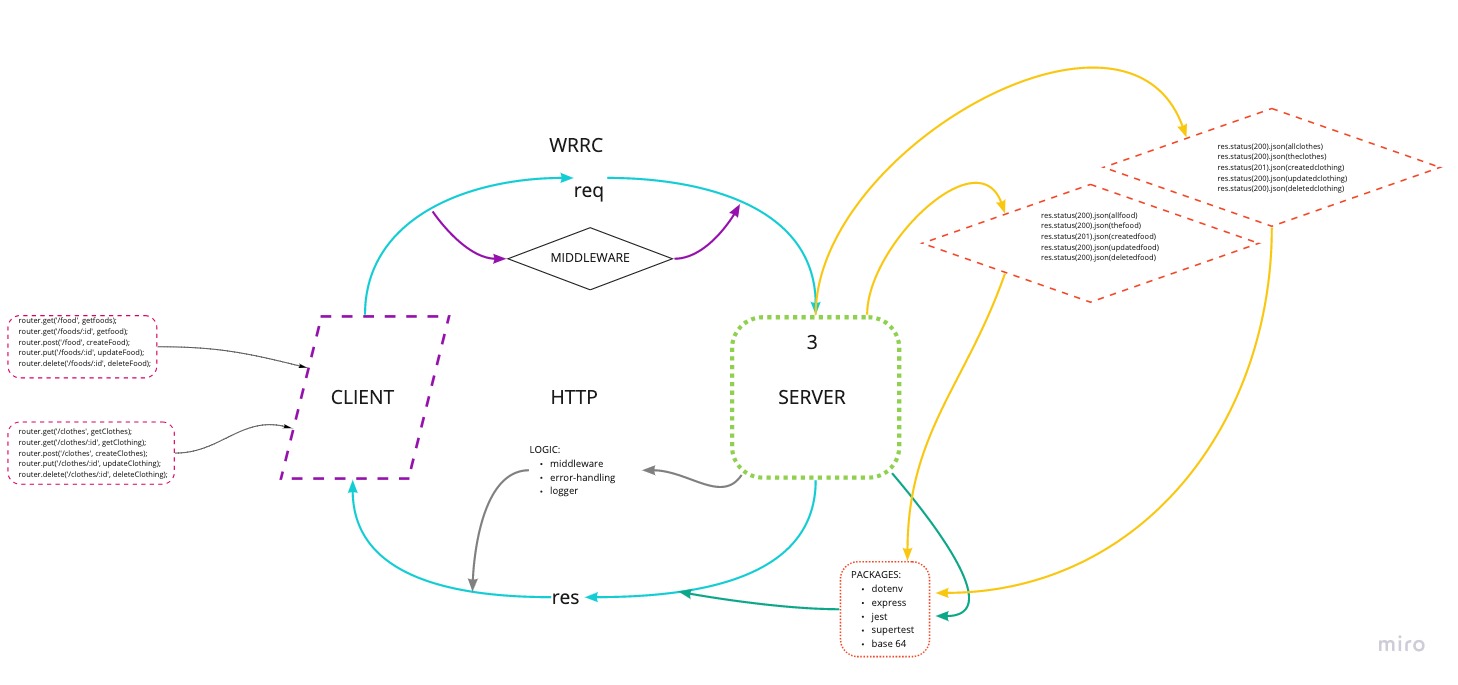 WRRC
req
MIDDLEWARE
res.status(200).json(allclothes)
res.status(200).json(theclothes)
res.status(201).json(createdclothing)
res.status(200).json(updatedclothing)
res.status(200).json(deletedclothing)
res.status(200).json(allfood)
res.status(200).json(thefood)
res.status(201).json(createdfood)
res.status(200).json(updatedfood)
res.status(200).json(deletedfood)
router.get('/food', getfoods);
router.get('/foods/:id', getfood);
router.post('/food', createFood);
router.put('/foods/:id', updateFood);
router.delete('/foods/:id', deleteFood);
CLIENT
HTTP
3
SERVER
router.get('/clothes', getClothes);
router.get('/clothes/:id', getClothing);
router.post('/clothes', createClothes);
router.put('/clothes/:id', updateClothing);
router.delete('/clothes/:id', deleteClothing);
LOGIC:
• middleware
• error-handling
• logger
res
PACKAGES:
• dotenv
• express
• jest
• supertest
• base 64
miro